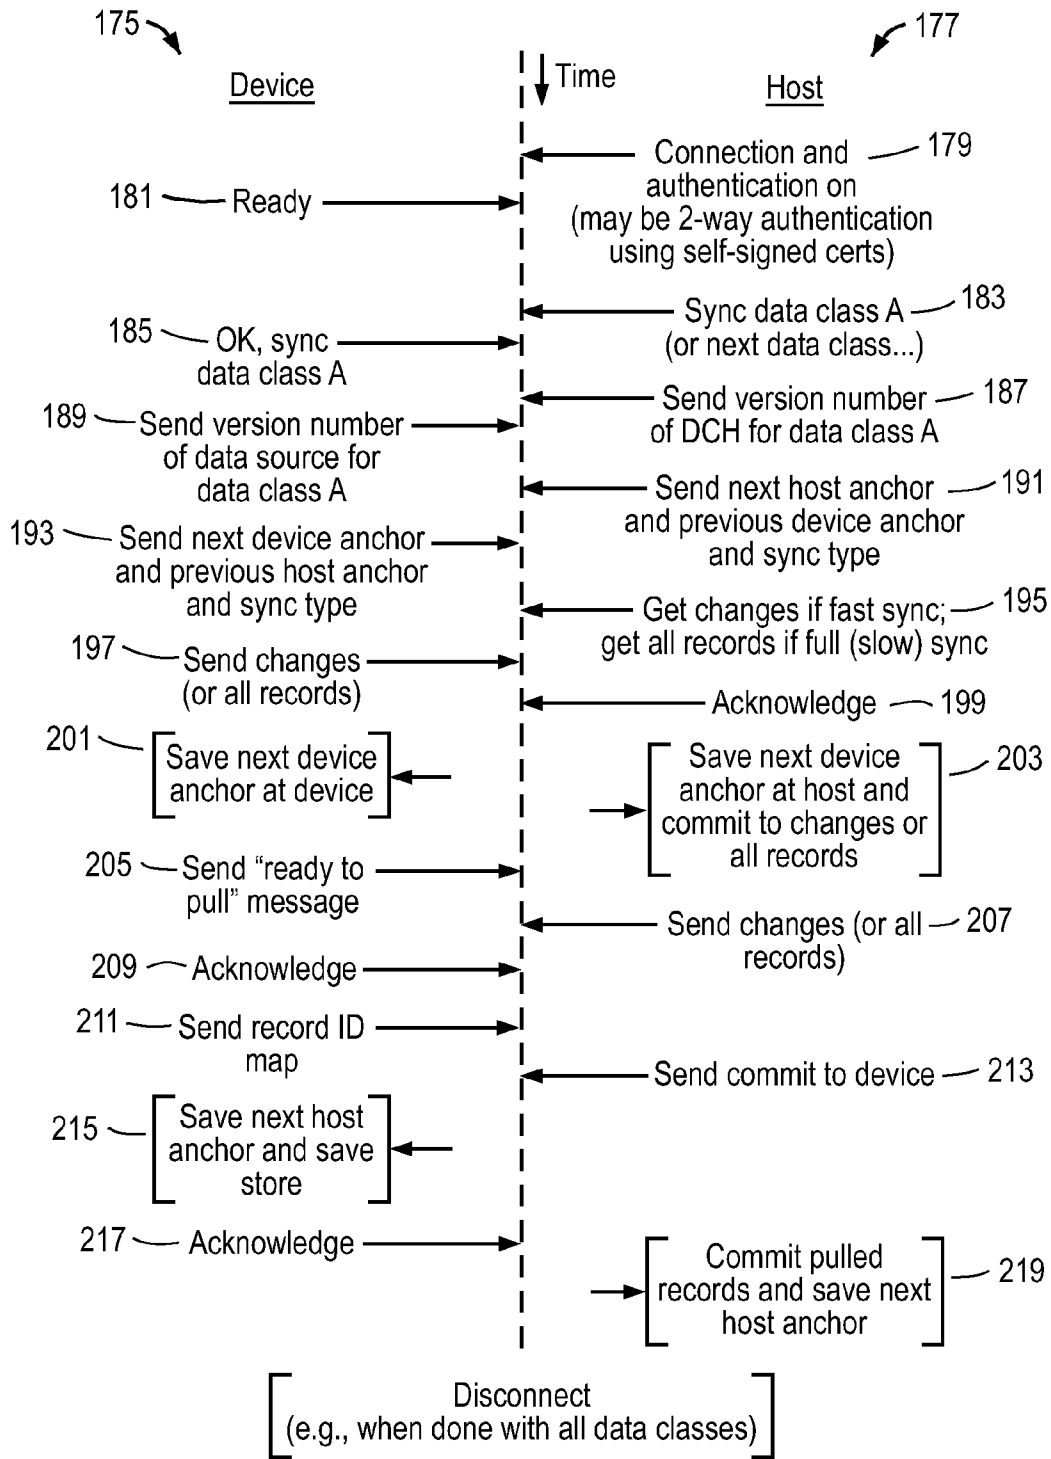 175
177
Device
Time
Host
Connection and
179
authentication on
(may be 2-way authentication
using self-signed certs)
181
Ready
Sync data class A
183
(or next data class...)
185
OK, sync
data class A
Send version number
187
of DCH for data class A
189
Send version number
of data source for
data class A
Send next host anchor
191
and previous device anchor
and sync type
193
Send next device anchor
and previous host anchor
and sync type
Get changes if fast sync;
195
get all records if full (slow) sync
197
Send changes
(or all records)
Acknowledge
199
201
Save next device
anchor at device
Save next device
203
anchor at host and
commit to changes or
all records
205
Send “ready to
pull” message
Send changes (or all
207
records)
209
Acknowledge
211
Send record ID
map
Send commit to device
213
215
Save next host
anchor and save
store
217
Acknowledge
Commit pulled
219
records and save next
host anchor
Disconnect
(e.g., when done with all data classes)